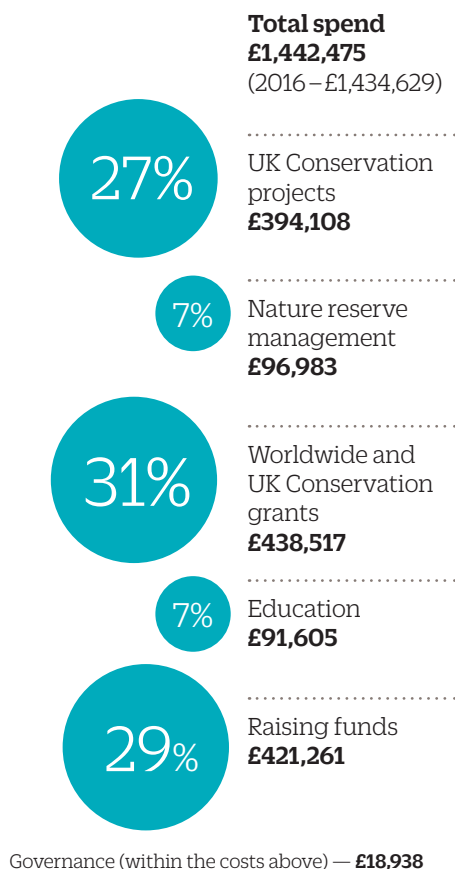 Total spend
£1,442,475
(2016 – £1,434,629)
27%
UK Conservation
projects
£394,108
7%
Nature reserve
management
£96,983
31%
Worldwide and
UK Conservation
grants
£438,517
7%
Education
£91,605
29%
Raising funds
£421,261
Governance (within the costs above) — £18,938